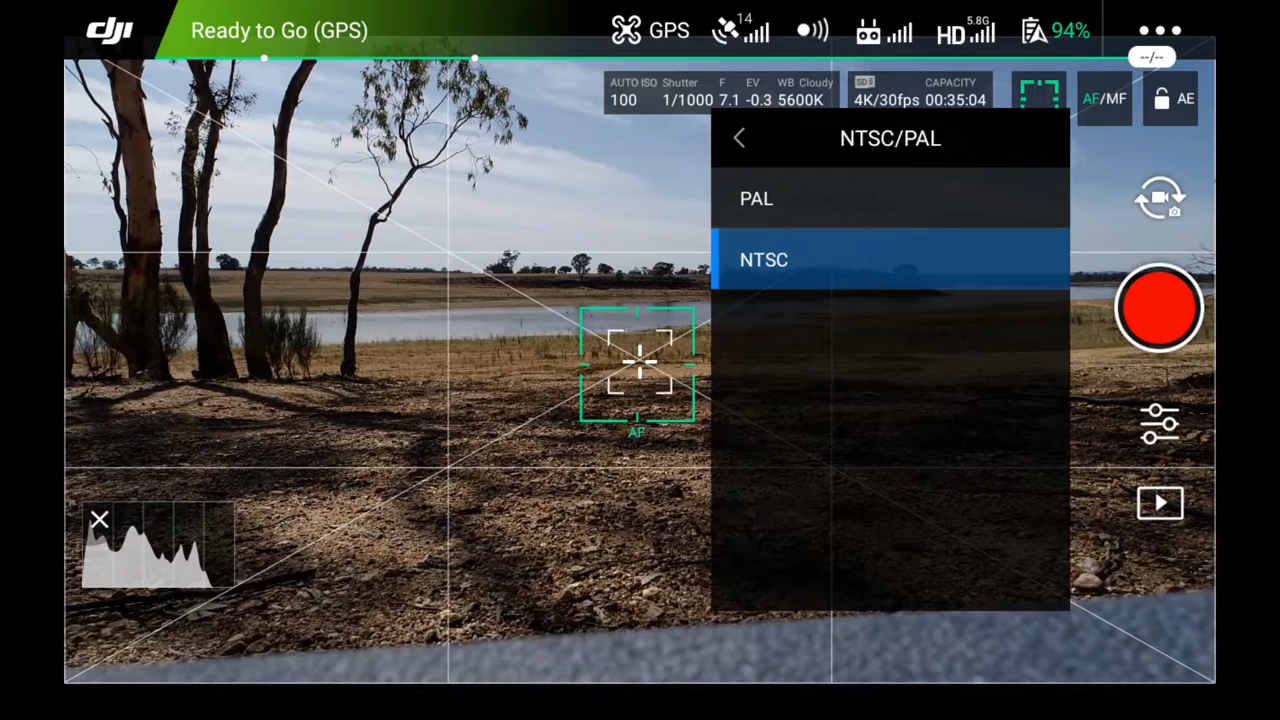 dji
Ready to Go (GPS)
GPS
14
HD 5.8G
94%
--/--
AUTO ISO Shutter F EV WB Cloudy
100 1/1000 7.1 -0.3 5600K
SD CAPACITY
4K/30fps 00:35:04
AF/MF
AE
NTSC/PAL
PAL
NTSC
AF